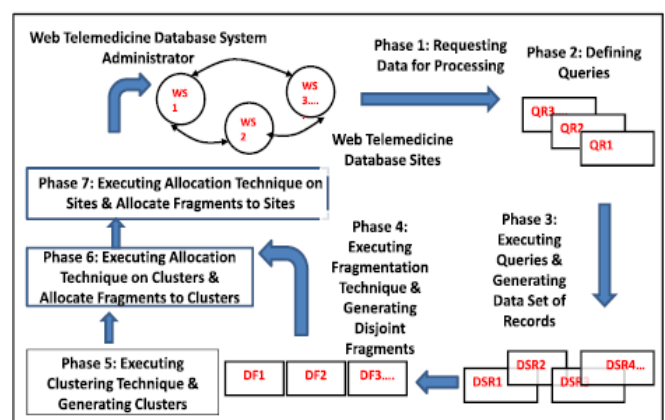 Web Telemedicine Database System
Administrator
Phase 1: Requesting
Data for Processing
Phase 2: Defining
Queries
WS
1
WS
2
WS
3....
Web Telemedicine
Database Sites
QR3
QR2
QR1
Phase 7: Executing Allocation Technique on
Sites & Allocate Fragments to Sites
Phase 6: Executing Allocation
Technique on Clusters &
Allocate Fragments to Clusters
Phase 4:
Executing
Fragmentation
Technique &
Generating
Disjoint
Fragments
Phase 3:
Executing
Queries &
Generating
Data Set of
Records
Phase 5: Executing
Clustering Technique &
Generating Clusters
DF1
DF2
DF3....
DSR1
DSR2
DSR4...